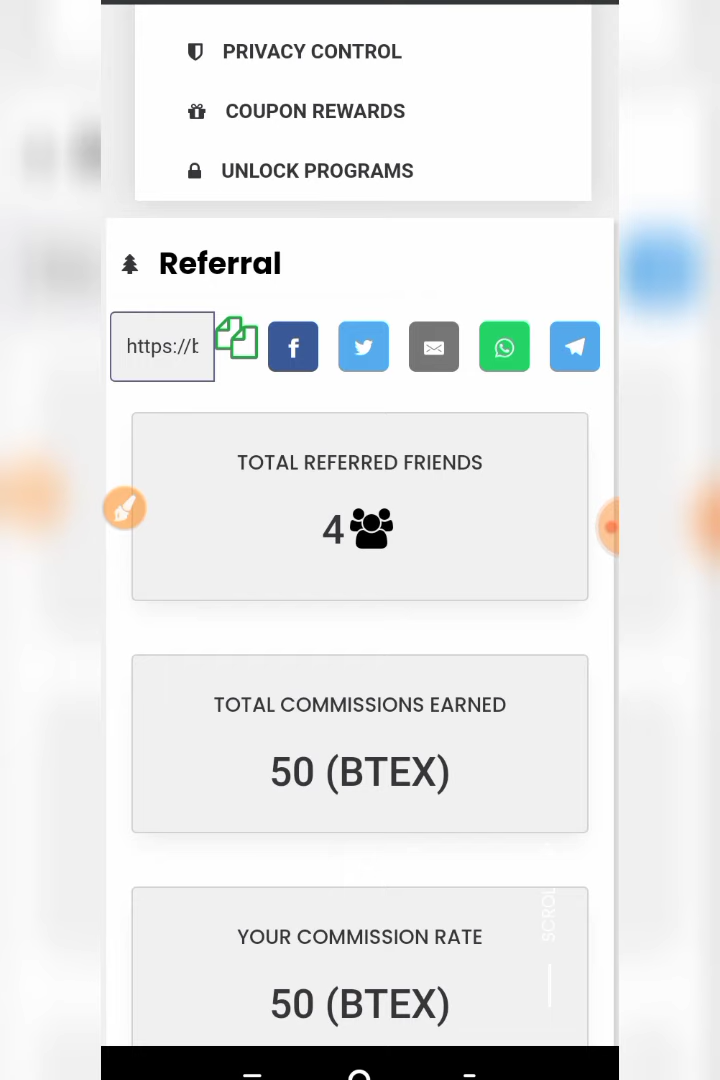 PRIVACY CONTROL
COUPON REWARDS
UNLOCK PROGRAMS
Referral
https://b
TOTAL REFERRED FRIENDS
4
TOTAL COMMISSIONS EARNED
50 (BTEX)
YOUR COMMISSION RATE
50 (BTEX)
SCROL